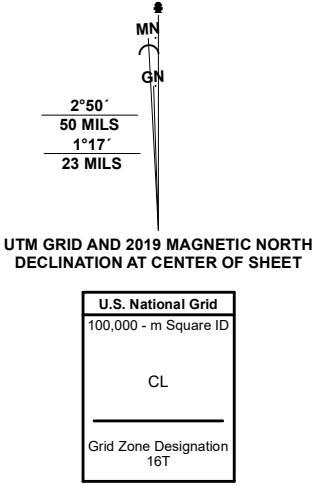 MN
GN
2°50´
50 MILS
1°17´
23 MILS
UTM GRID AND 2019 MAGNETIC NORTH
DECLINATION AT CENTER OF SHEET
U.S. National Grid
100,000 - m Square ID
CL
Grid Zone Designation
16T